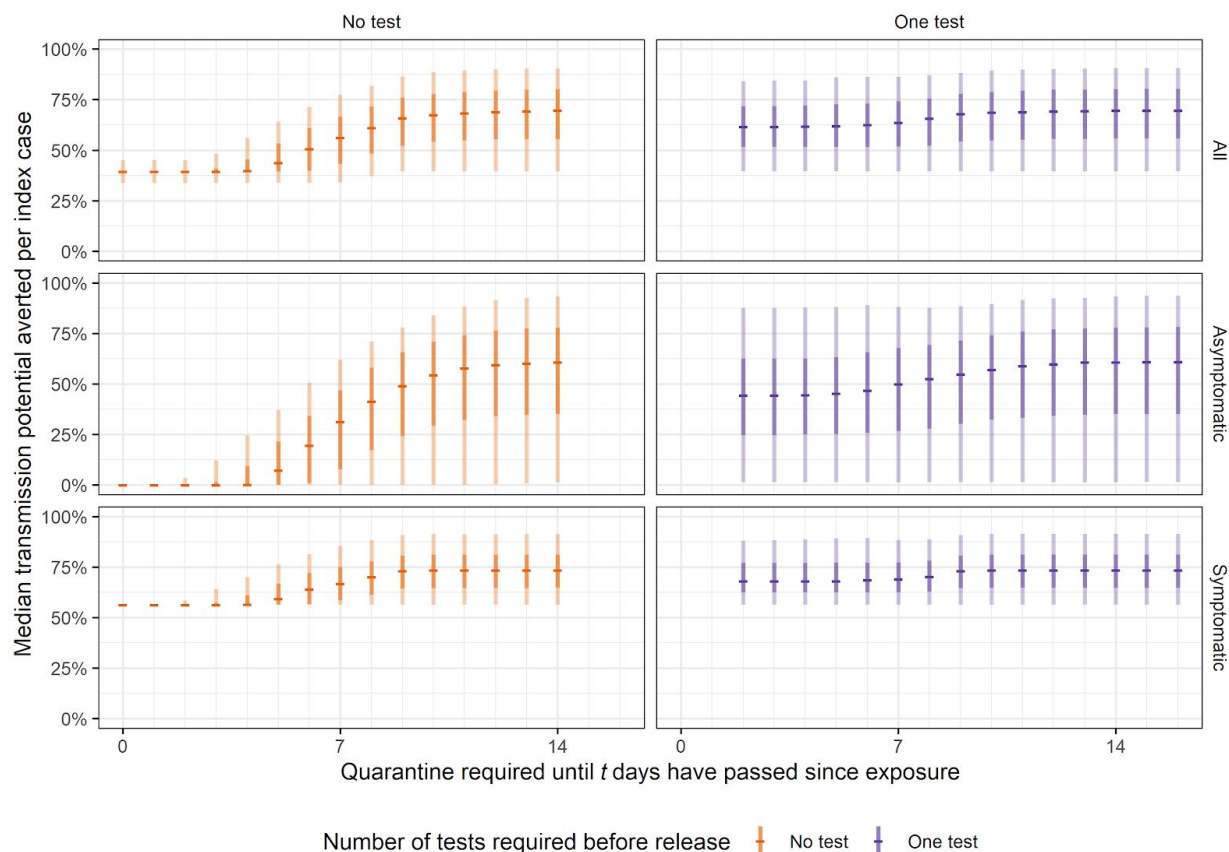 No test
One test
Median transmission potential averted per index case
100%
75%
50%
25%
0%
All
100%
75%
50%
25%
0%
Asymptomatic
100%
75%
50%
25%
0%
Symptomatic
0
7
14
0
7
14
Quarantine required until t days have passed since exposure
Number of tests required before release No test One test